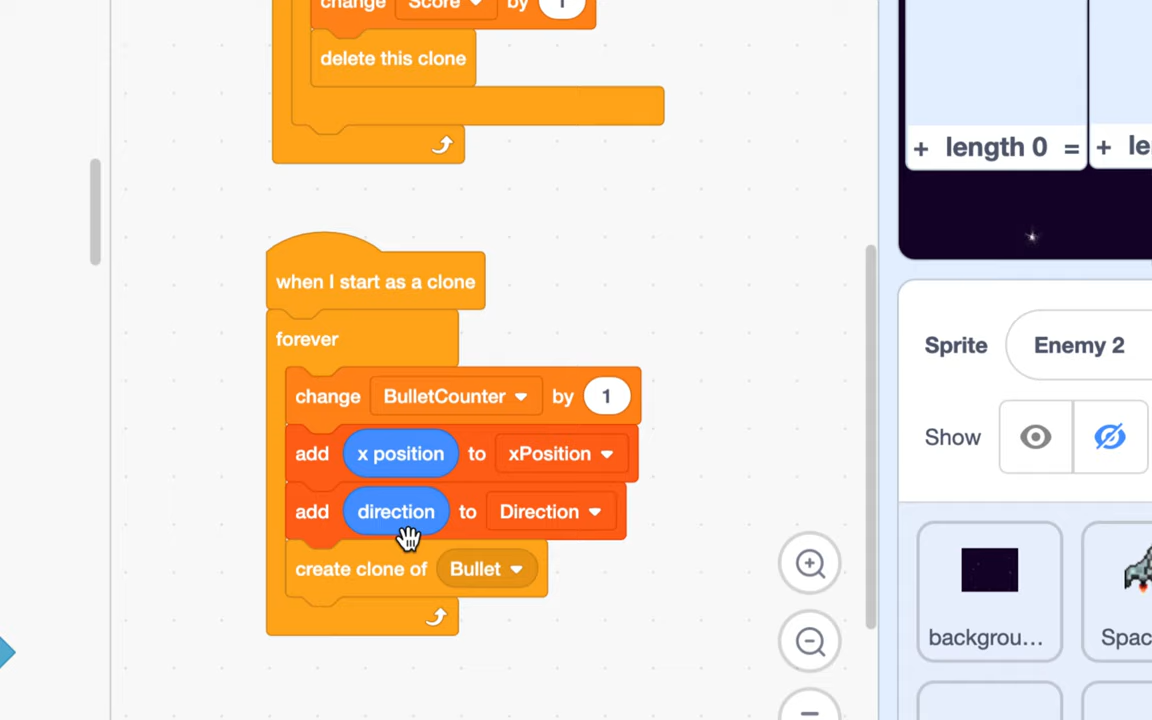 change Score by 1
delete this clone
+ length 0 =
+ le
when I start as a clone
forever
change BulletCounter by 1
add x position to xPosition
add direction to Direction
create clone of Bullet
Sprite Enemy 2
Show
backgrou...
Spac